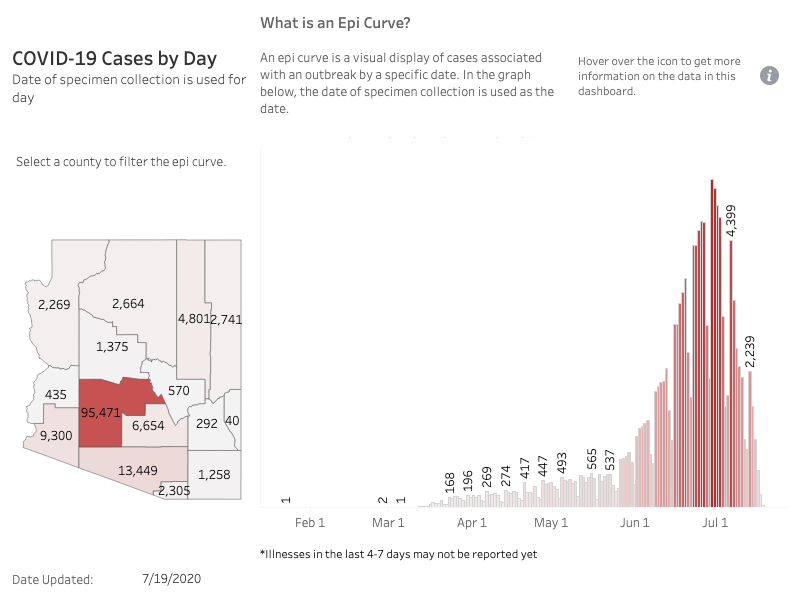 What is an Epi Curve?
COVID-19 Cases by Day
Date of specimen collection is used for
day
An epi curve is a visual display of cases associated
with an outbreak by a specific date. In the graph
below, the date of specimen collection is used as the
date.
Hover over the icon to get more
information on the data in this
dashboard.
i
Select a county to filter the epi curve.
2,269
2,664
4,801
2,741
1,375
570
435
95,471
6,654
292
40
9,300
13,449
1,258
2,305
1
2
1
168
196
269
274
417
447
493
565
537
4,399
2,239
Feb 1
Mar 1
Apr 1
May 1
Jun 1
Jul 1
*Illnesses in the last 4-7 days may not be reported yet
Date Updated: 7/19/2020